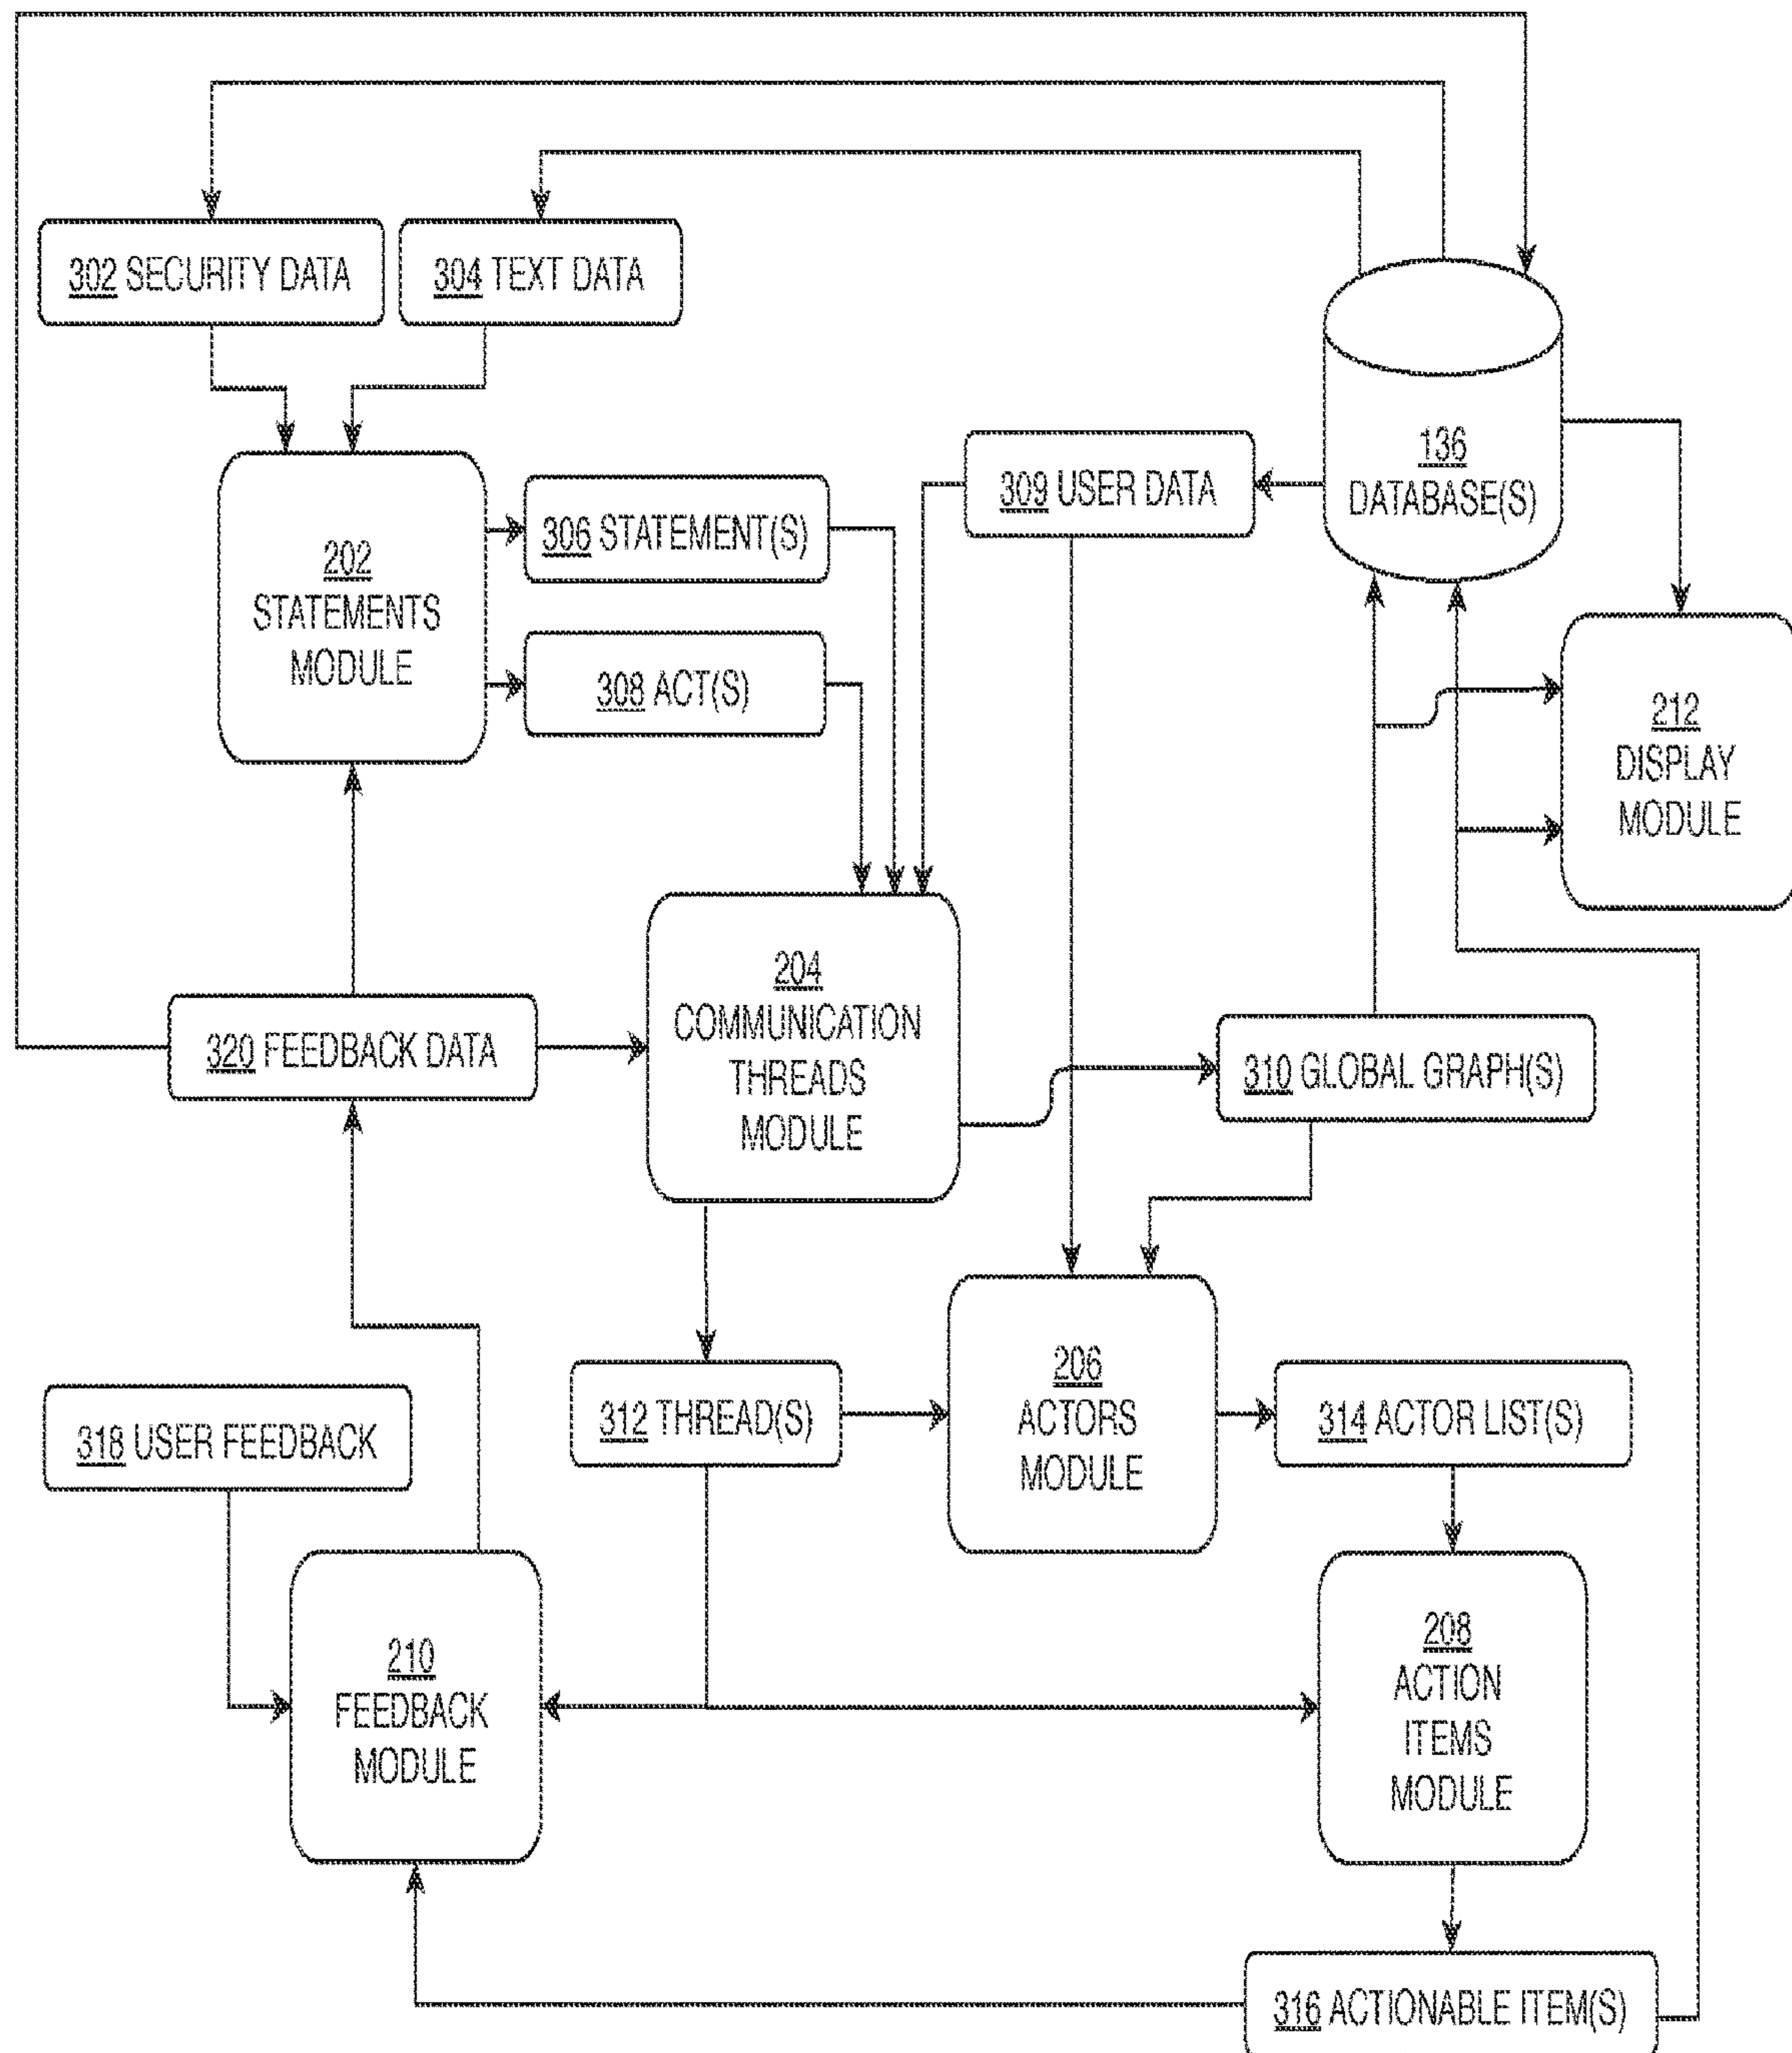 302 SECURITY DATA
304 TEXT DATA
136
DATABASE(S)
309 USER DATA
306 STATEMENT(S)
202
STATEMENTS
MODULE
308 ACT(S)
212
DISPLAY
MODULE
204
COMMUNICATION
THREADS
MODULE
320 FEEDBACK DATA
310 GLOBAL GRAPH(S)
206
ACTORS
MODULE
312 THREAD(S)
314 ACTOR LIST(S)
318 USER FEEDBACK
210
FEEDBACK
MODULE
208
ACTION
ITEMS
MODULE
316 ACTIONABLE ITEM(S)